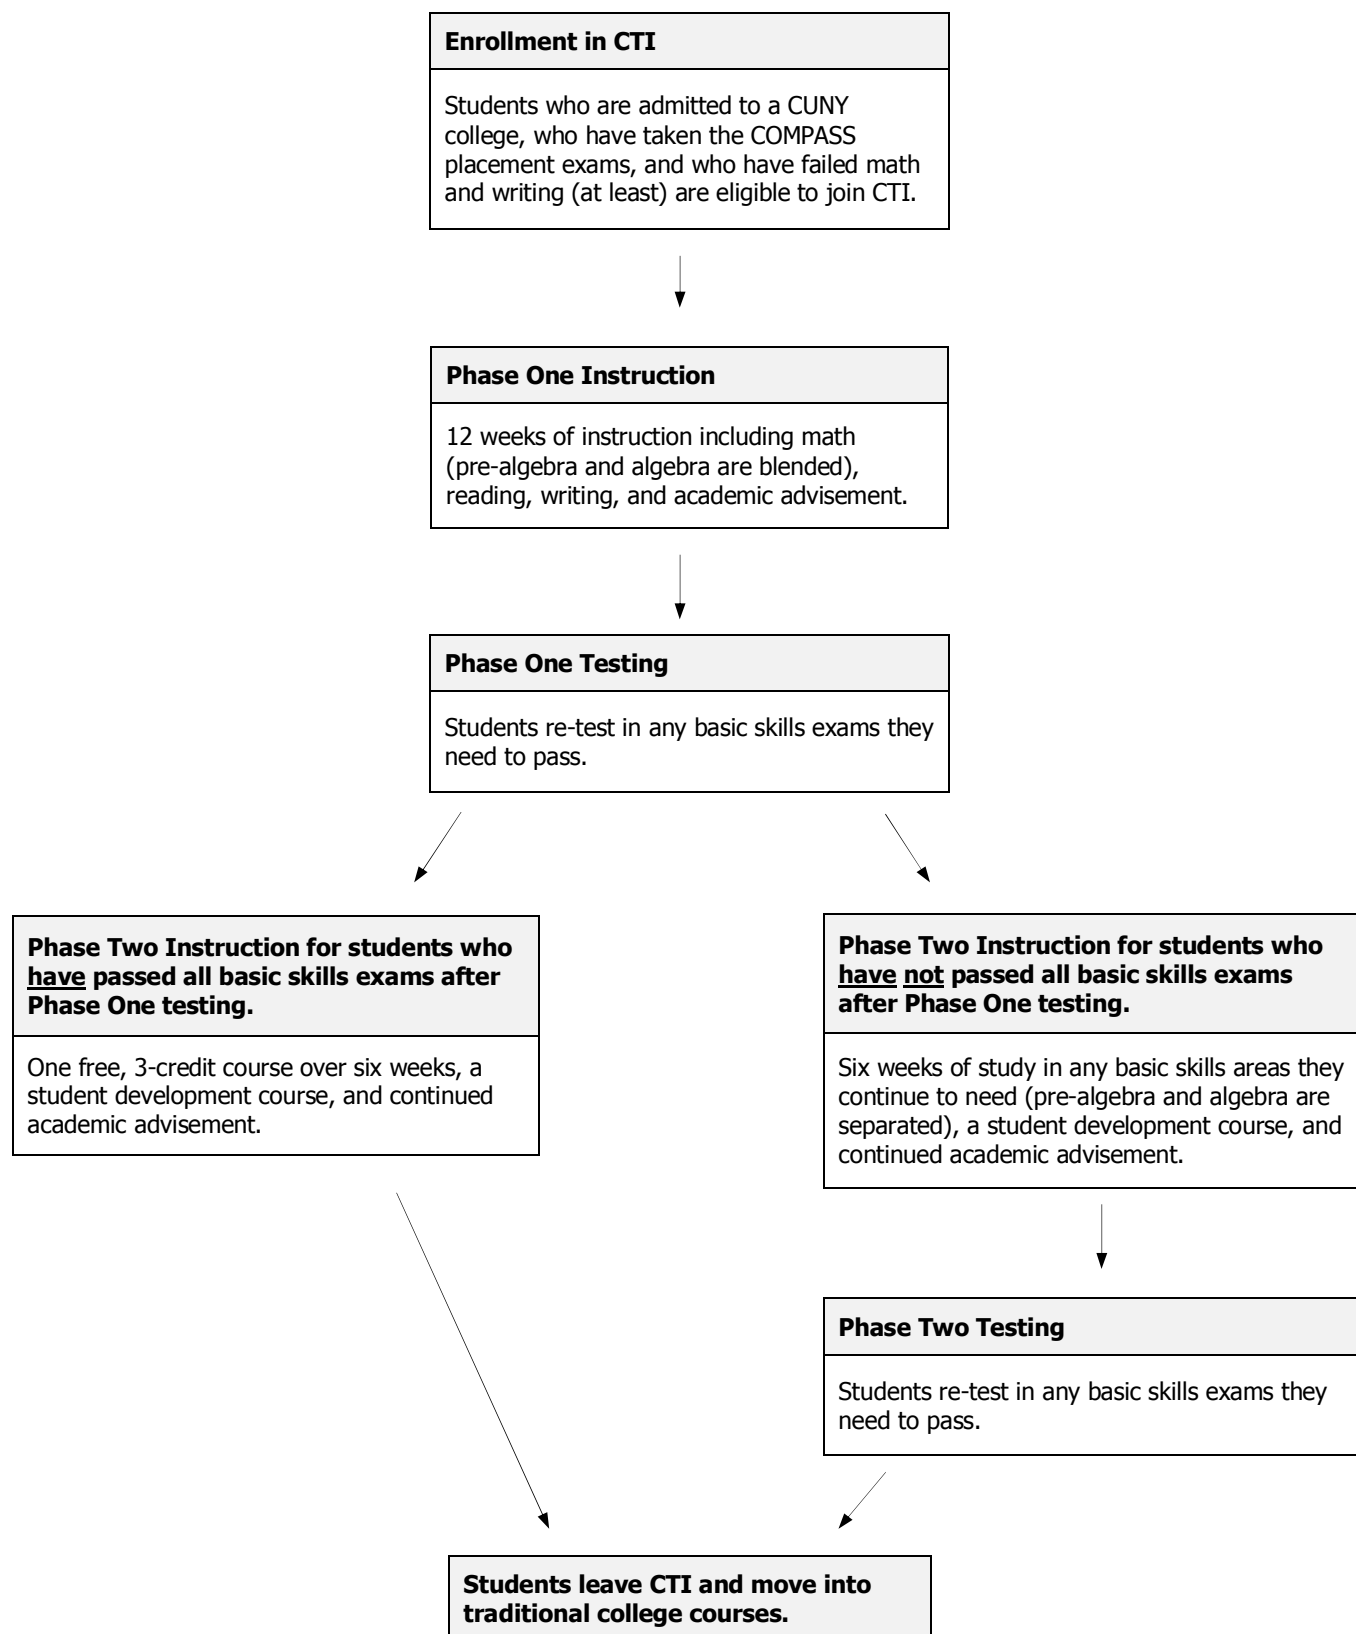 Enrollment in CTI
Students who are admitted to a CUNY
college, who have taken the COMPASS
placement exams, and who have failed math
and writing (at least) are eligible to join CTI.
Phase One Instruction
12 weeks of instruction including math
(pre-algebra and algebra are blended),
reading, writing, and academic advisement.
Phase One Testing
Students re-test in any basic skills exams they
need to pass.
Phase Two Instruction for students who
have passed all basic skills exams after
Phase One testing.
One free, 3-credit course over six weeks, a
student development course, and continued
academic advisement.
Phase Two Instruction for students who
have not passed all basic skills exams
after Phase One testing.
Six weeks of study in any basic skills areas they
continue to need (pre-algebra and algebra are
separated), a student development course, and
continued academic advisement.
Phase Two Testing
Students re-test in any basic skills exams they
need to pass.
Students leave CTI and move into
traditional college courses.